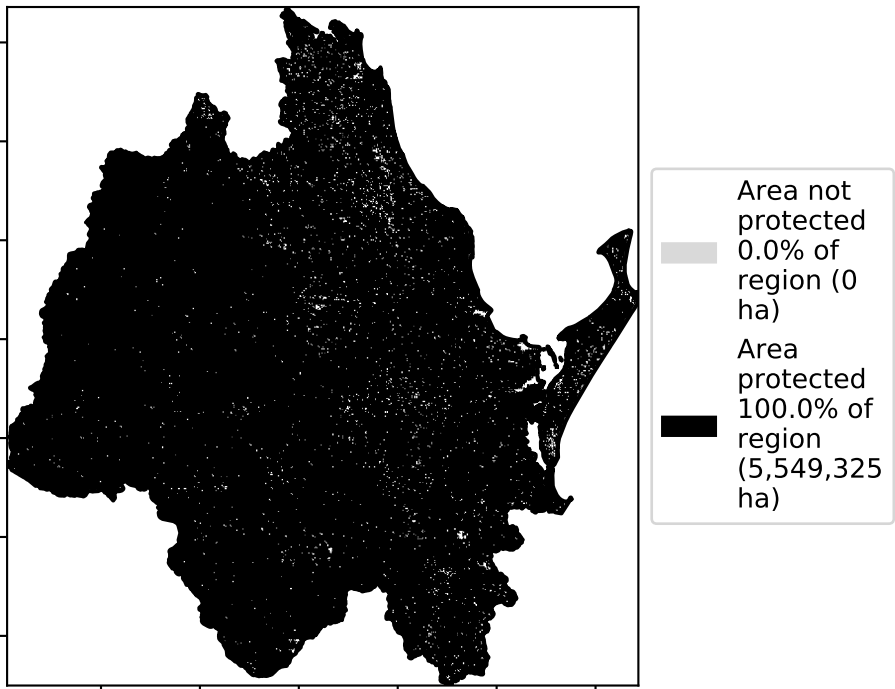 Area not
protected
0.0% of
region (0
ha)
Area
protected
100.0% of
region
(5,549,325
ha)